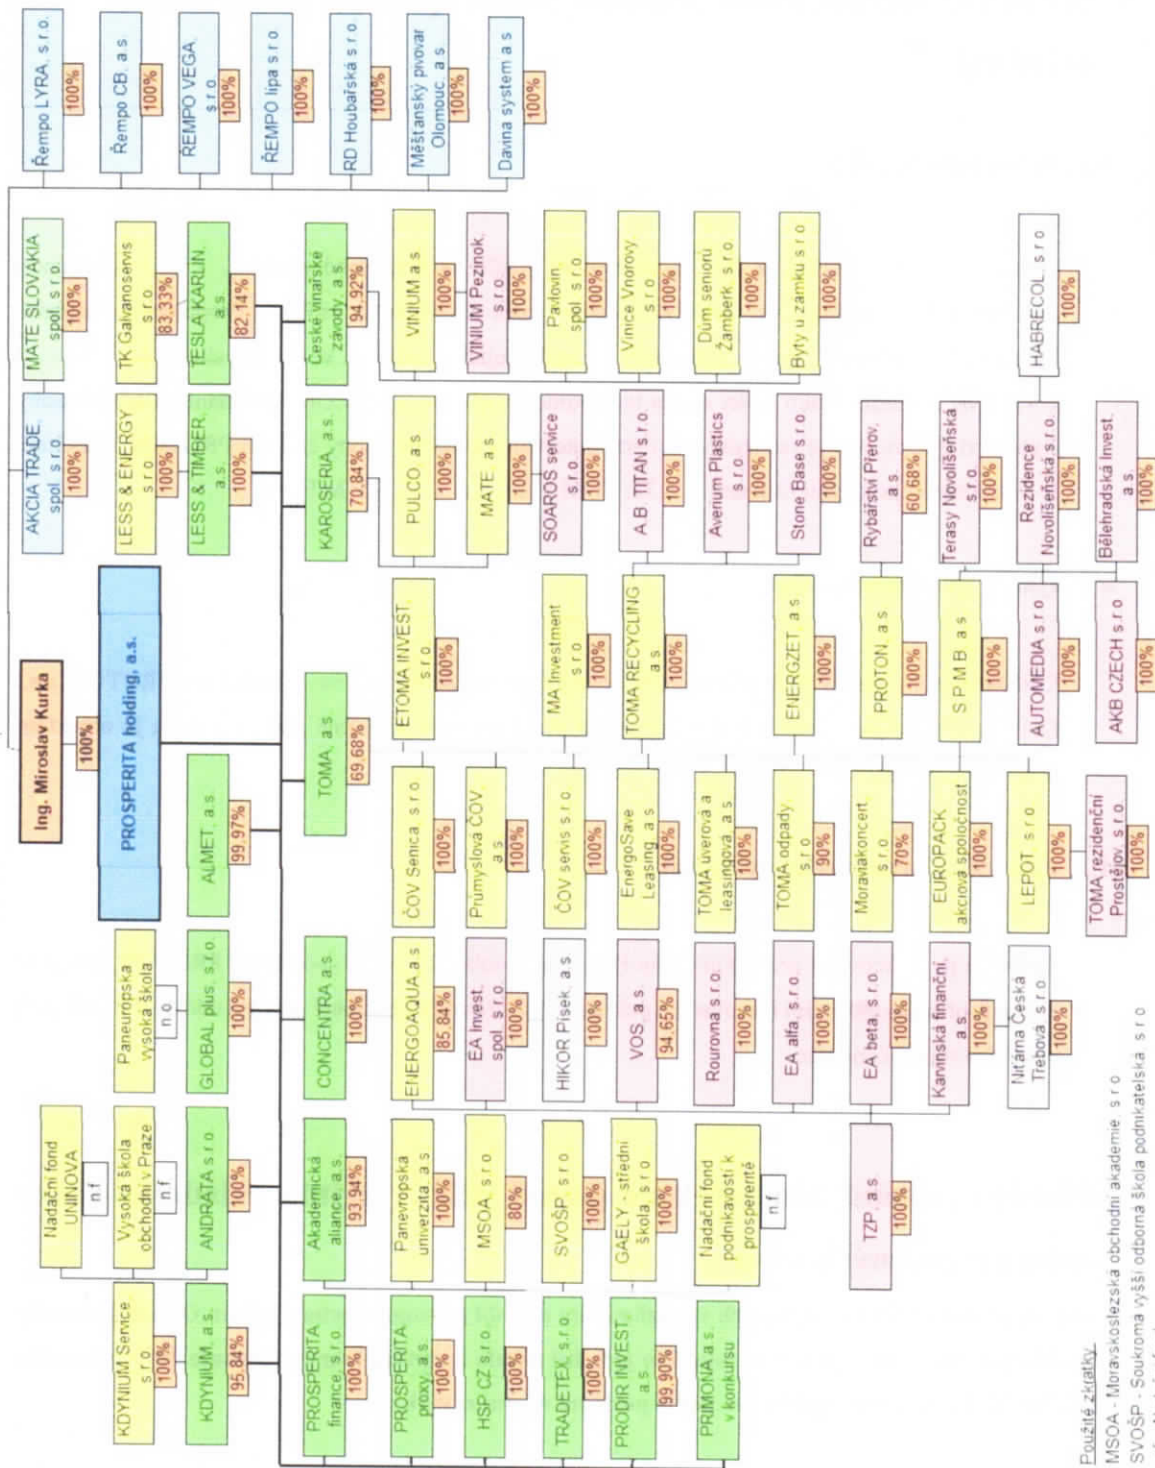 Ing. Miroslav Kurka
100%
PROSPERITA holding, a.s.
AKCIA TRADE,
spol. s r.o.
100%
MATE SLOVAKIA
spol. s r.o.
100%
Řempo LYRA, s.r.o.
100%
Řempo CB, a s
100%
ŘEMPO VEGA,
s r o
100%
ŘEMPO lípa s r o
100%
RD Houbařská s r o
100%
Měšťanský pivovar
Olomouc, a s
100%
Davina system a s
100%
Nadační fond
UNINOVA
n f
KDYNIUM Service
s r o
100%
Vysoka škola
obchodní v Praze
n f
Paneuropska
vysoka škola
n o
LESS & ENERGY
s r o
100%
TK Galvanoservis
s r o
83,33%
KDYNIUM, a.s.
95,84%
ANDRATA s r o
100%
GLOBAL plus, s.r.o.
100%
ALMET, a.s.
99,97%
LESS & TIMBER,
a.s.
100%
TESLA KARLIN,
a.s.
82,14%
PROSPERITA
finance, s.r.o
100%
Akademická
aliance, a.s.
93,94%
CONCENTRA a.s.
100%
TOMA, a.s.
69,68%
KAROSERIA, a.s.
70,84%
České vinařské
závody, a.s.
94,92%
PROSPERITA
proxy, a.s.
100%
Panevropska
univerzita, a s
100%
ENERGOAQUA a s
85,84%
ČOV Senica, s r o
100%
ETOMA INVEST,
s r o
100%
PULCO, a s
100%
VINIUM a s
100%
HSP CZ s.r.o.
100%
MSOA, s r o
80%
EA Invest,
spol. s r o
100%
Průmyslová ČOV,
a s
100%
MATE, a s
100%
VINIUM Pezinok,
s r o
100%
TRADETEX, s.r.o.
100%
SVOŠP, s r o
100%
HIKOR Písek, a.s
100%
ČOV servis s r o
100%
MA Investment
s r o
100%
SOAROS service
s r o
100%
Pavlovin,
spol. s r o
100%
PRODIR INVEST,
a s
99,90%
GAELY - střední
škola, s r o
100%
VOS a s
94,65%
EnergoSave
Leasing, a s
100%
TOMA RECYCLING
a s
100%
A B TITAN s r o
100%
Vinice Vnorovy,
s r o
100%
PRIMONA a.s.
v konkursu
Nadační fond
podnikavostí k
prosperitě
n f
Rourovna s r o.
100%
TOMA úverová a
leasingová, a s
100%
Averium Plastics
s r o
100%
Dům seniorů
Žamberk s r o
100%
EA alfa, s r o
100%
TOMA odpady
s r o
90%
ENERGZET, a s
100%
Stone Base s r o
100%
Byty u zámku s r o
100%
TZP, a s
100%
EA beta, s r o.
100%
Moraviakoncert
s r o
70%
PROTON, a s
100%
Rybářství Přerov,
a s
60,68%
Karvinská finanční,
a s
100%
EUROPACK
akciová spoločnosť
100%
S P M B a s
100%
Terasy Novolíšeňská
s r o
100%
Nitárna Česká
Třebová s r o
100%
LEPOT s r o
100%
AUTOMEDIA s r o
100%
Rezidence
Novolíšeňská s.r.o.
100%
HABRECOL, s r o
100%
TOMA rezidenční
Prostějov, s r o
100%
AKB CZECH s.r.o
100%
Bělehradská Invest,
a s.
100%
Použité zkratky:
MSOA - Moravskoslezská obchodní akademie, s r o
SVOŠP - Soukroma vyšší odborná škola podnikatelská s r o